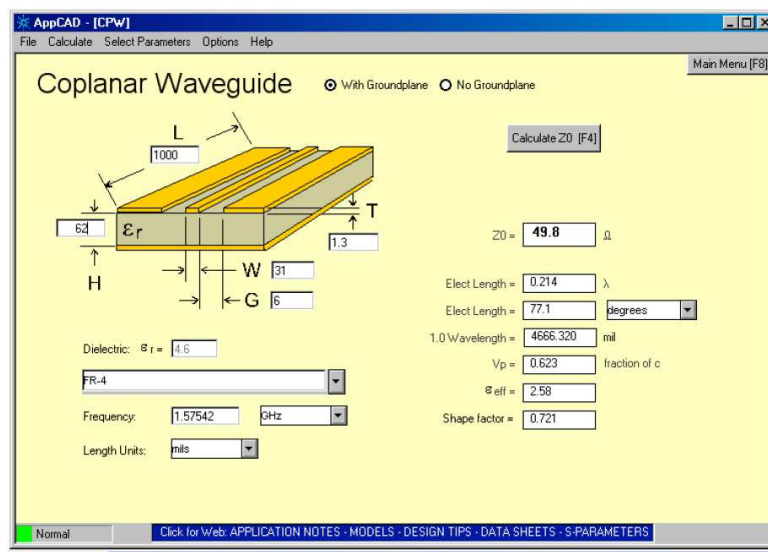 AppCAD - [CPW]
File Calculate Select Parameters Options Help
Main Menu [F8]
Coplanar Waveguide With Groundplane No Groundplane
Calculate Z0 [F4]
L
1000
62 εr T
1.3
H
W 31
G 6
Z0 = 49.8 Ω
Elect Length = 0.214 λ
Elect Length = 77.1 degrees
1.0 Wavelength = 4666.320 mil
Vp = 0.623 fraction of c
ε eff = 2.58
Shape factor = 0.721
Dielectric: ε r = 4.6
FR-4
Frequency: 1.57542 GHz
Length Units: mils
Normal Click for Web: APPLICATION NOTES - MODELS - DESIGN TIPS - DATA SHEETS - S-PARAMETERS